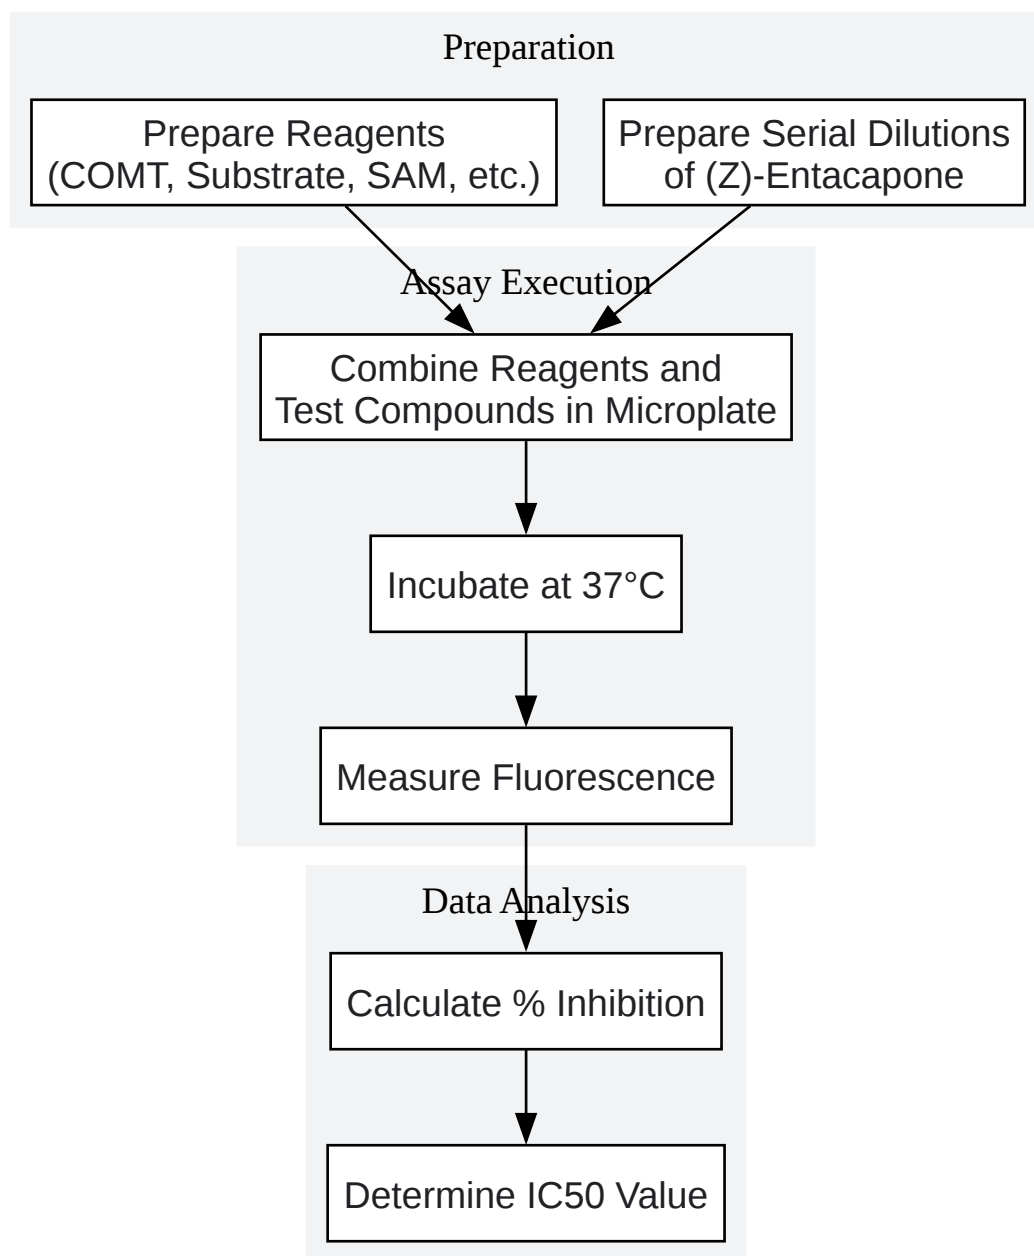 Preparation
Prepare Reagents
(COMT, Substrate, SAM, etc.)
Prepare Serial Dilutions
of (Z)-Entacapone
Assay Execution
Combine Reagents and
Test Compounds in Microplate
Incubate at 37°C
Measure Fluorescence
Data Analysis
Calculate % Inhibition
Determine IC50 Value